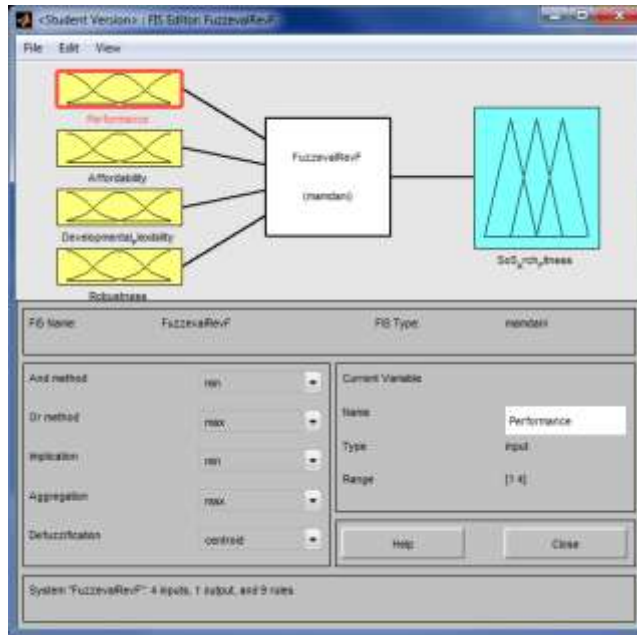 <Student Version> : FIS Editor: FuzzevalRevF
File Edit View
Performance
Affordability
Developmental_Flexibility
Robustness
FuzzevalRevF
(mamdani)
FIS Name: FuzzevalRevF FIS Type: mamdani
And method min
Or method max
Implication min
Aggregation max
Defuzzification centroid
Current Variable
Name Performance
Type input
Range [1 4]
Help Close
System "FuzzevalRevF": 4 inputs, 1 output, and 9 rules